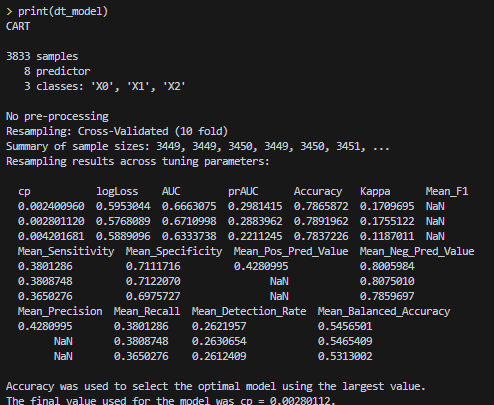 > print(dt_model)
CART

3833 samples
   8 predictor
   3 classes: 'X0', 'X1', 'X2'

No pre-processing
Resampling: Cross-Validated (10 fold)
Summary of sample sizes: 3449, 3449, 3450, 3449, 3450, 3451, ...
Resampling results across tuning parameters:

  cp           logLoss    AUC        prAUC      Accuracy   Kappa      Mean_F1
  0.002400960  0.5953044  0.6663075  0.2981415  0.7865872  0.1709695  NaN
  0.002801120  0.5768089  0.6710998  0.2883962  0.7891962  0.1755122  NaN
  0.004201681  0.5889096  0.6333738  0.2211245  0.7837226  0.1187011  NaN
  Mean_Sensitivity  Mean_Specificity  Mean_Pos_Pred_Value  Mean_Neg_Pred_Value
  0.3801286         0.7111716         0.4280995            0.8005984
  0.3808748         0.7122070               NaN            0.8075010
  0.3650276         0.6975727               NaN            0.7859697
  Mean_Precision  Mean_Recall  Mean_Detection_Rate  Mean_Balanced_Accuracy
  0.4280995       0.3801286    0.2621957            0.5456501
        NaN       0.3808748    0.2630654            0.5465409
        NaN       0.3650276    0.2612409            0.5313002

Accuracy was used to select the optimal model using the largest value.
The final value used for the model was cp = 0.00280112.